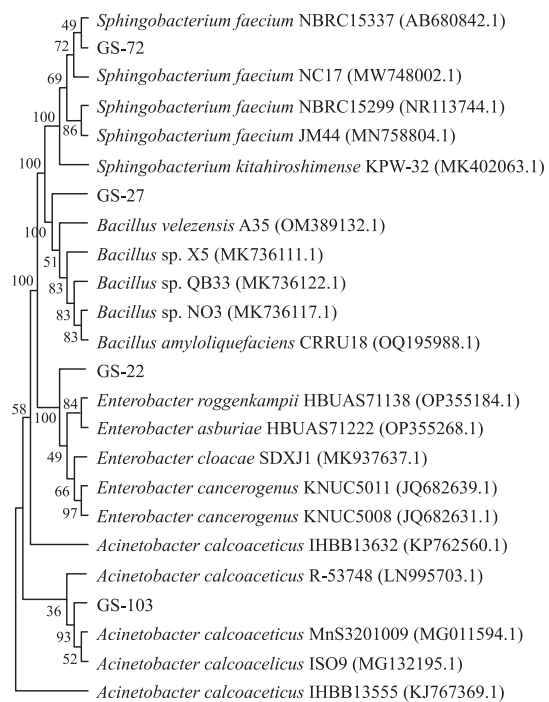 Sphingobacterium faecium NBRC15337 (AB680842.1)
49
72
GS-72
69
Sphingobacterium faecium NC17 (MW748002.1)
Sphingobacterium faecium NBRC15299 (NR113744.1)
100
86
Sphingobacterium faecium JM44 (MN758804.1)
100
Sphingobacterium kitahiroshimense KPW-32 (MK402063.1)
GS-27
Bacillus velezensis A35 (OM389132.1)
100
Bacillus sp. X5 (MK736111.1)
51
100
Bacillus sp. QB33 (MK736122.1)
83
Bacillus sp. NO3 (MK736117.1)
83
83
Bacillus amyloliquefaciens CRRU18 (OQ195988.1)
GS-22
Enterobacter roggenkampii HBUAS71138 (OP355184.1)
84
58
100
Enterobacter asburiae HBUAS71222 (OP355268.1)
49
Enterobacter cloacae SDXJ1 (MK937637.1)
Enterobacter cancerogenus KNUC5011 (JQ682639.1)
66
97
Enterobacter cancerogenus KNUC5008 (JQ682631.1)
Acinetobacter calcoaceticus IHBB13632 (KP762560.1)
Acinetobacter calcoaceticus R-53748 (LN995703.1)
36
GS-103
93
Acinetobacter calcoaceticus MnS3201009 (MG011594.1)
52
Acinetobacter calcoacelicus ISO9 (MG132195.1)
Acinetobacter calcoaceticus IHBB13555 (KJ767369.1)